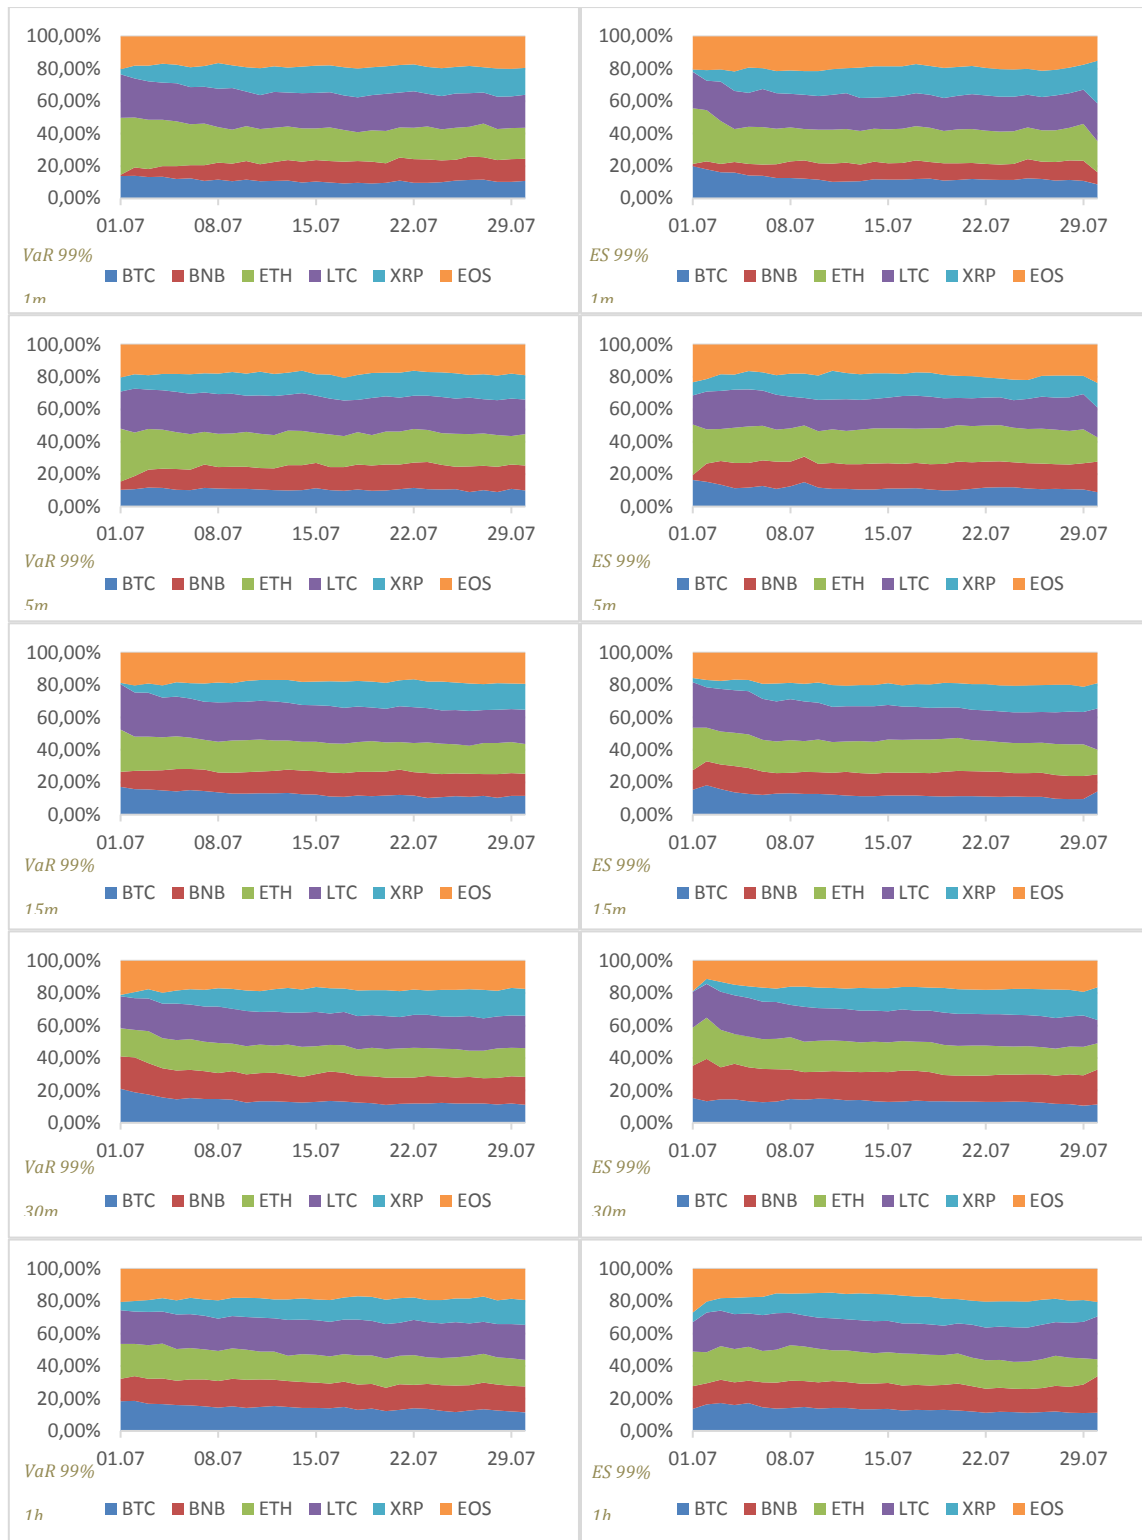 100,00%
80,00%
60,00%
40,00%
20,00%
0,00%
01.07 08.07 15.07 22.07 29.07
VaR 99%
BTC BNB ETH LTC XRP EOS
1m
100,00%
80,00%
60,00%
40,00%
20,00%
0,00%
01.07 08.07 15.07 22.07 29.07
ES 99%
BTC BNB ETH LTC XRP EOS
1m
100,00%
80,00%
60,00%
40,00%
20,00%
0,00%
01.07 08.07 15.07 22.07 29.07
VaR 99%
BTC BNB ETH LTC XRP EOS
5m
100,00%
80,00%
60,00%
40,00%
20,00%
0,00%
01.07 08.07 15.07 22.07 29.07
ES 99%
BTC BNB ETH LTC XRP EOS
5m
100,00%
80,00%
60,00%
40,00%
20,00%
0,00%
01.07 08.07 15.07 22.07 29.07
VaR 99%
BTC BNB ETH LTC XRP EOS
15m
100,00%
80,00%
60,00%
40,00%
20,00%
0,00%
01.07 08.07 15.07 22.07 29.07
ES 99%
BTC BNB ETH LTC XRP EOS
15m
100,00%
80,00%
60,00%
40,00%
20,00%
0,00%
01.07 08.07 15.07 22.07 29.07
VaR 99%
BTC BNB ETH LTC XRP EOS
30m
100,00%
80,00%
60,00%
40,00%
20,00%
0,00%
01.07 08.07 15.07 22.07 29.07
ES 99%
BTC BNB ETH LTC XRP EOS
30m
100,00%
80,00%
60,00%
40,00%
20,00%
0,00%
01.07 08.07 15.07 22.07 29.07
VaR 99%
BTC BNB ETH LTC XRP EOS
1h
100,00%
80,00%
60,00%
40,00%
20,00%
0,00%
01.07 08.07 15.07 22.07 29.07
ES 99%
BTC BNB ETH LTC XRP EOS
1h